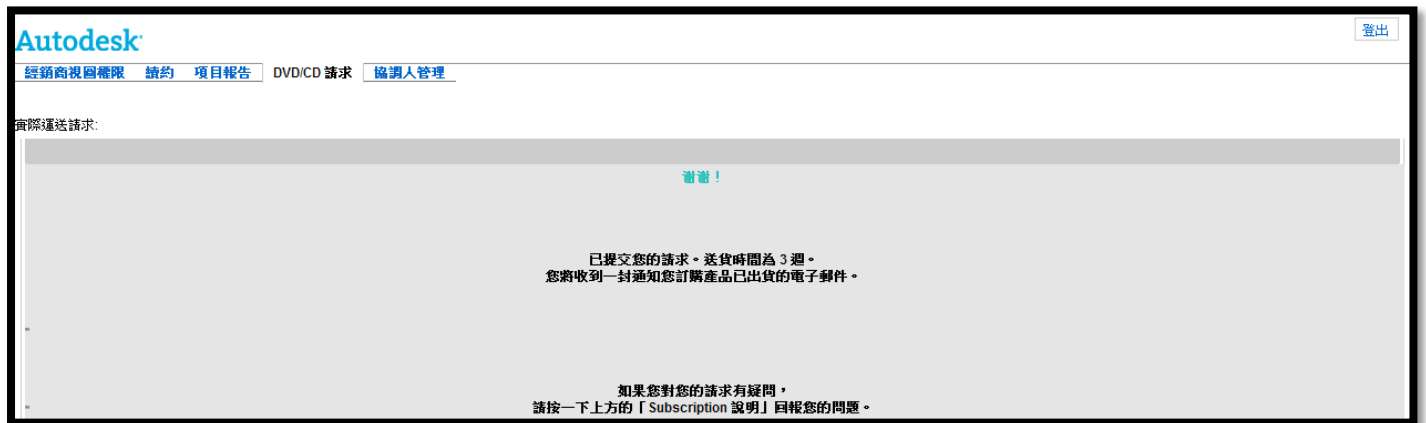 登出
Autodesk®
經銷商視圖權限 續約 項目報告 DVD/CD 請求 協調人管理
實際運送請求:
谢谢！
已提交您的請求。送貨時間為 3 週。
您將收到一封通知您訂購產品已出貨的電子郵件。
如果您對您的請求有疑問，
請按一下上方的「Subscription 說明」回報您的問題。